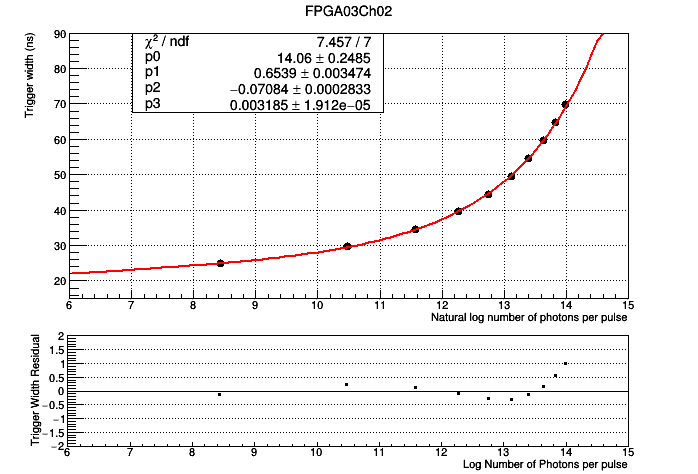 FPGA03Ch02
Trigger width (ns)
90
80
70
60
50
40
30
20
χ² / ndf 7.457 / 7
p0 14.06 ± 0.2485
p1 0.6539 ± 0.003474
p2 −0.07084 ± 0.0002833
p3 0.003185 ± 1.912e−05
6 7 8 9 10 11 12 13 14 15
Natural log number of photons per pulse
Trigger Width Residual
2
1.5
1
0.5
0
−0.5
−1
−1.5
−2
6 7 8 9 10 11 12 13 14 15
Log Number of Photons per pulse